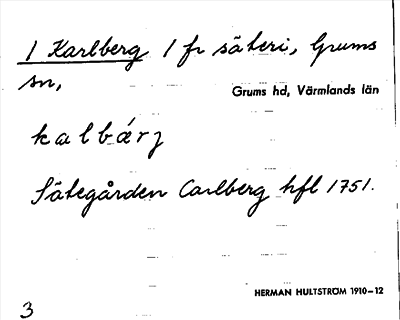 1 Karlberg 1 fr säteri, Grums
sn,
Grums hd, Värmlands län
kalbærj
Sätegården Carlberg hfl 1751.
HERMAN HULTSTRÖM 1910–12
3